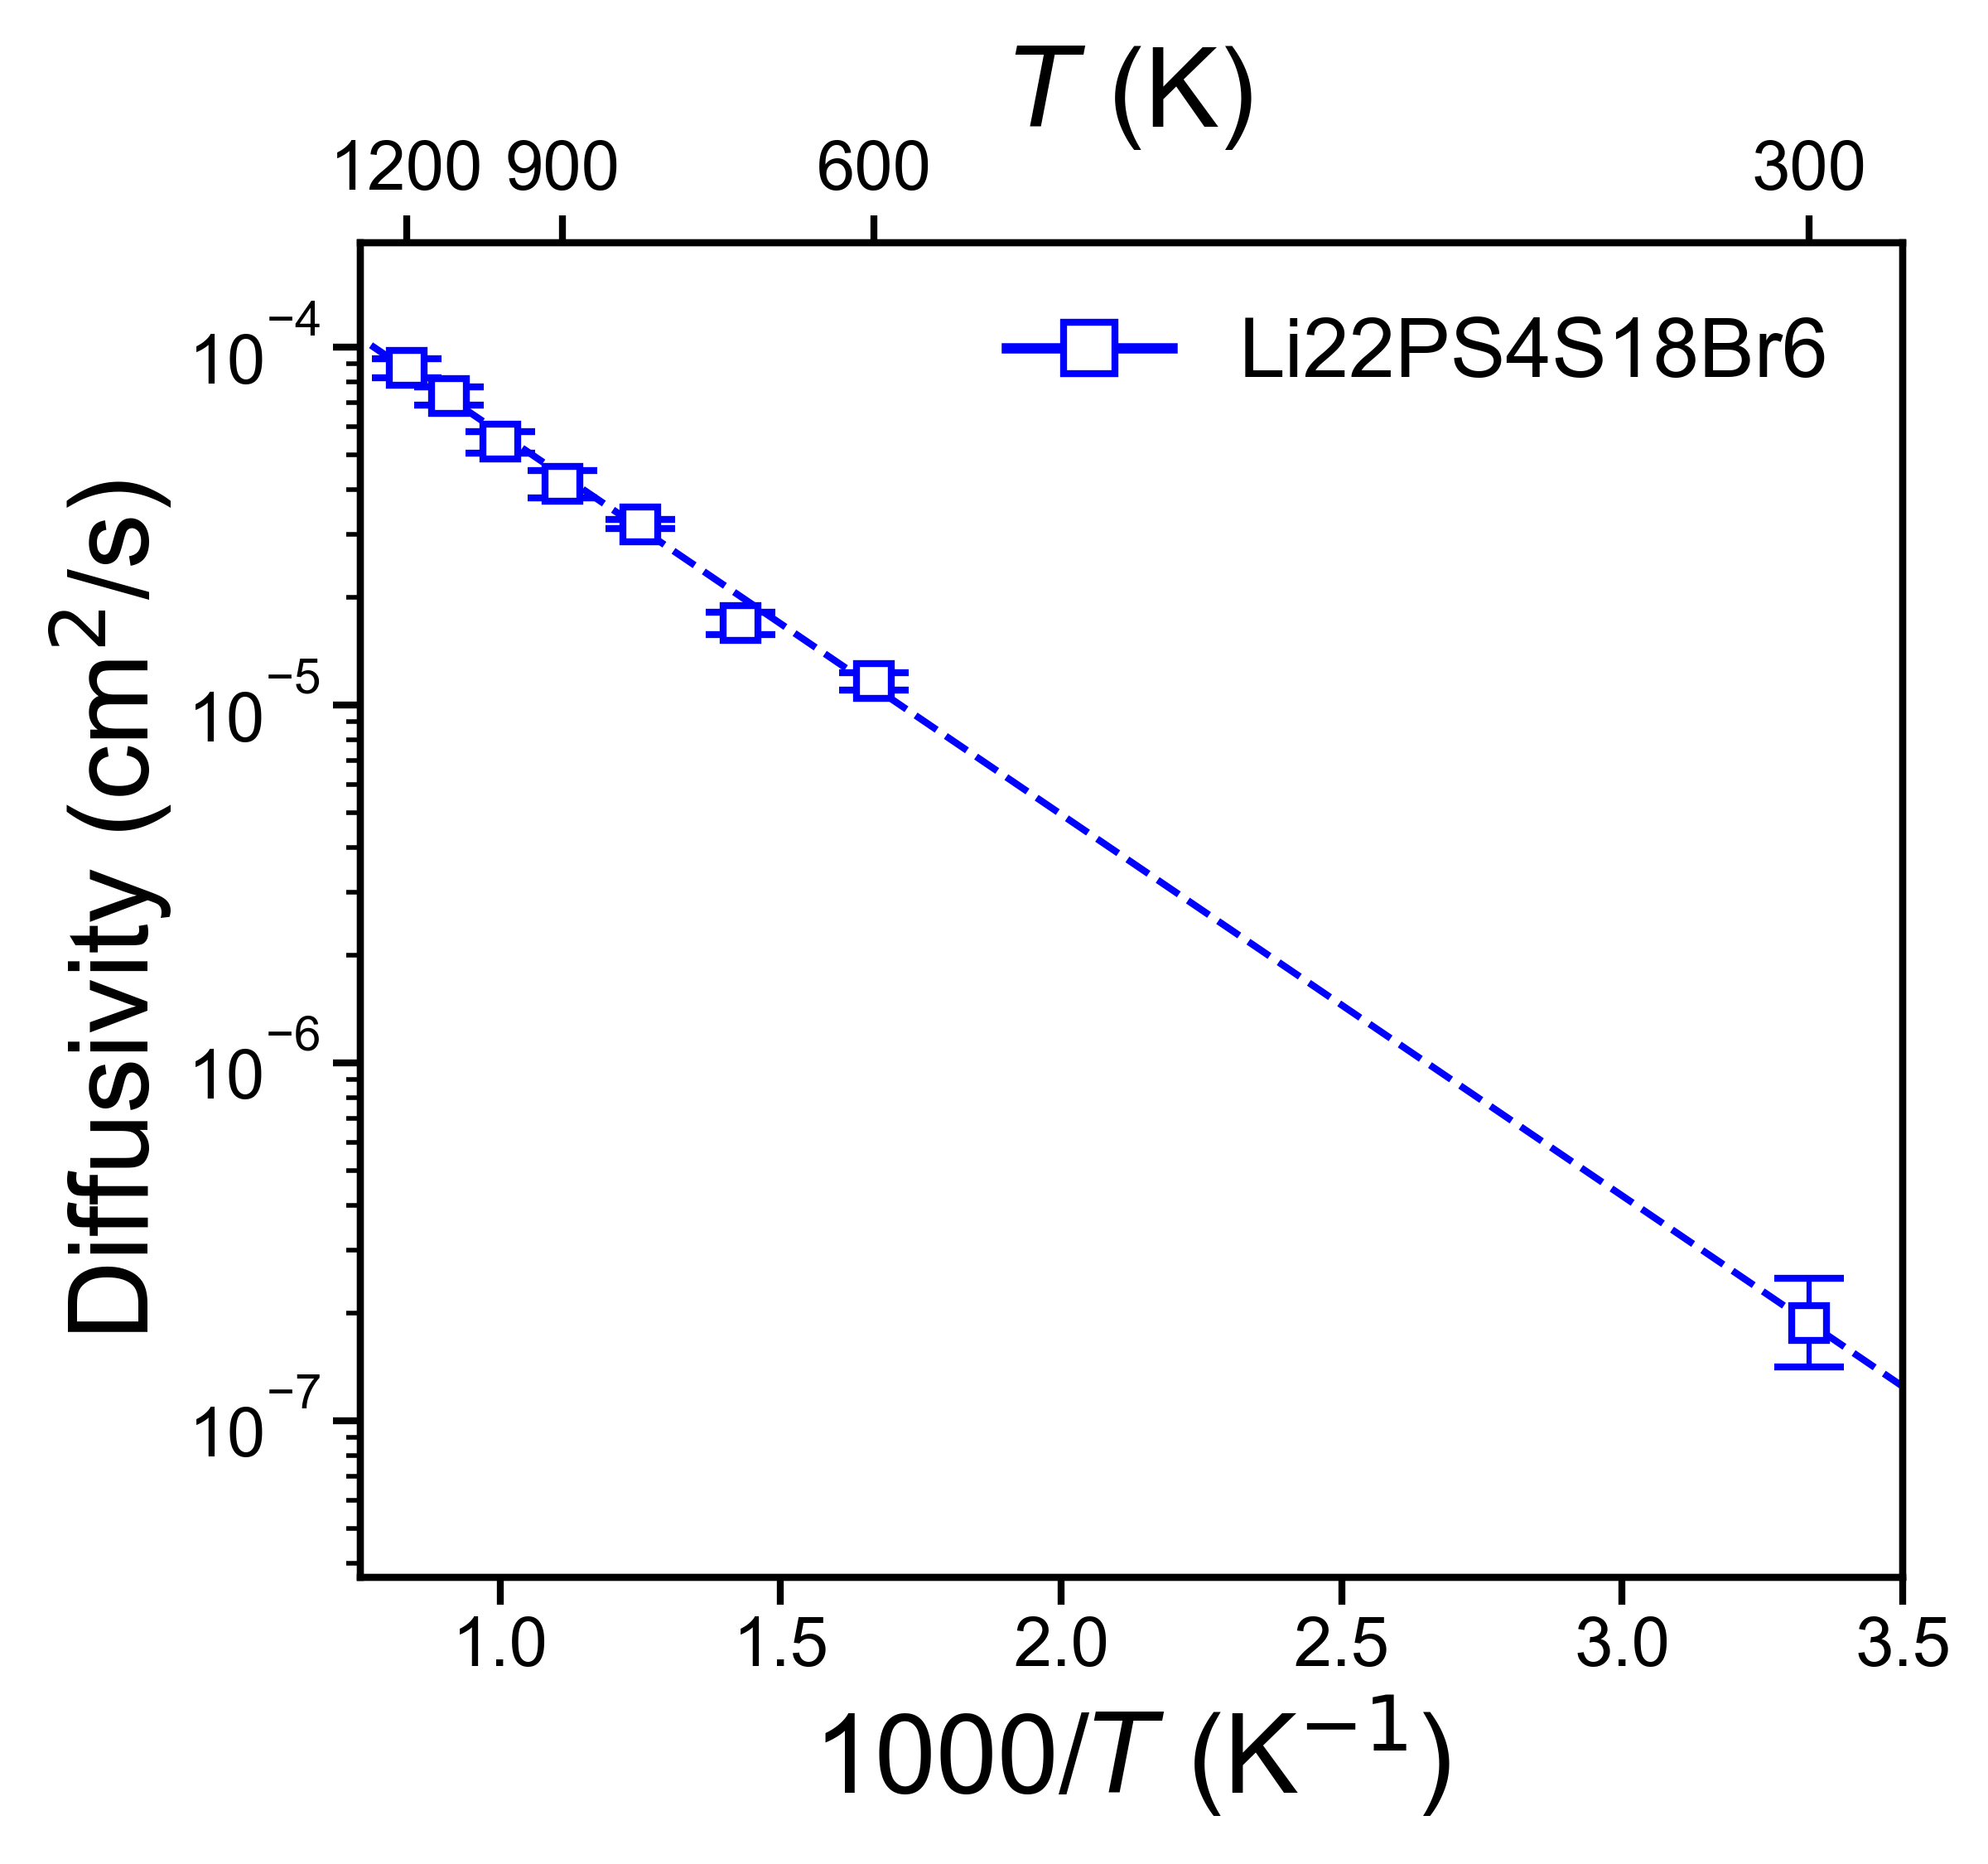 T (K)
1200 900 600 300
Li22PS4S18Br6
Diffusivity (cm²/s)
10⁻⁴
10⁻⁵
10⁻⁶
10⁻⁷
1.0 1.5 2.0 2.5 3.0 3.5
1000/T (K⁻¹)